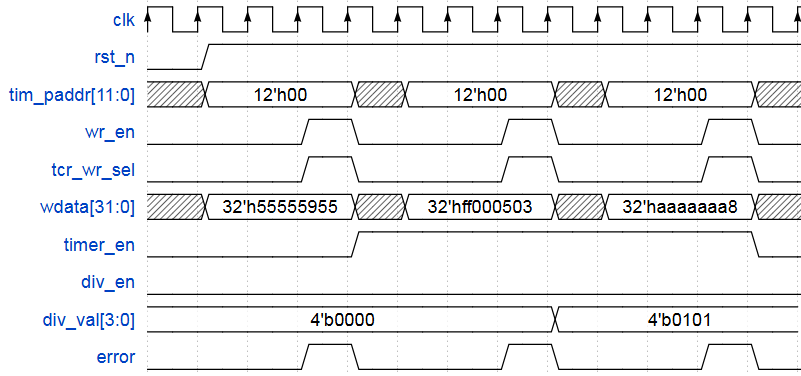 clk
rst_n
tim_paddr[11:0] 12'h00 12'h00 12'h00
wr_en
tcr_wr_sel
wdata[31:0] 32'h55555955 32'hff000503 32'haaaaaaa8
timer_en
div_en
div_val[3:0] 4'b0000 4'b0101
error